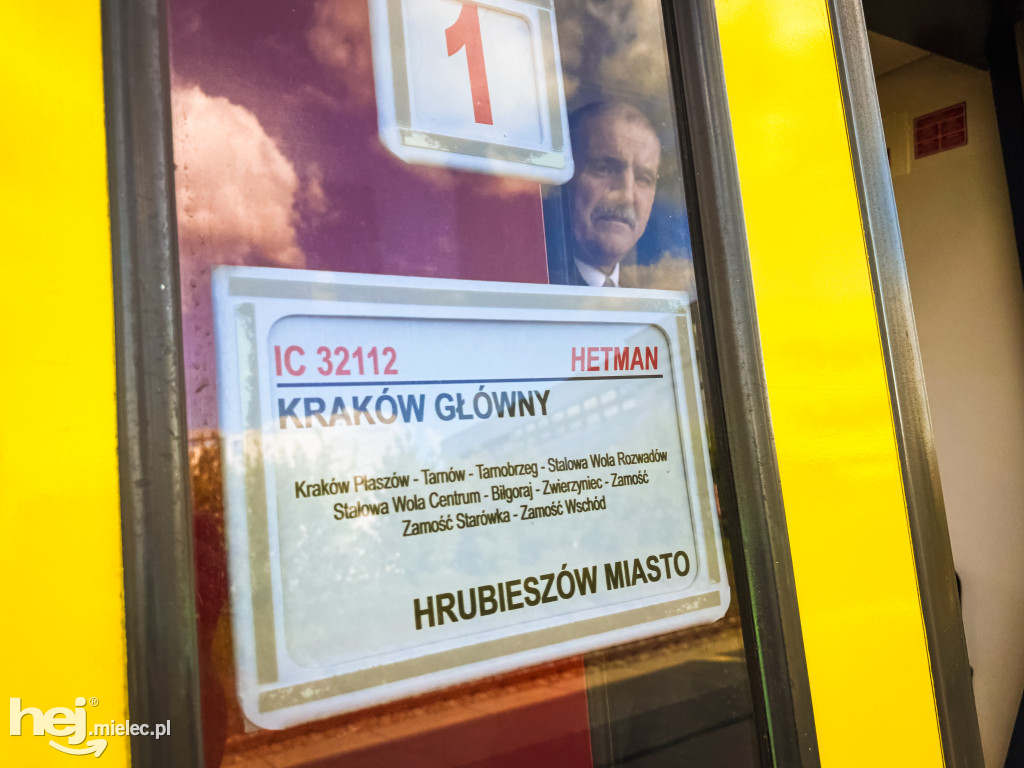 1
IC 32112 HETMAN
KRAKÓW GŁÓWNY
Kraków Płaszów - Tarnów - Tarnobrzeg - Stalowa Wola Rozwadów
Stalowa Wola Centrum - Biłgoraj - Zwierzyniec - Zamość
Zamość Starówka - Zamość Wschód
HRUBIESZÓW MIASTO
hej®.mielec.pl